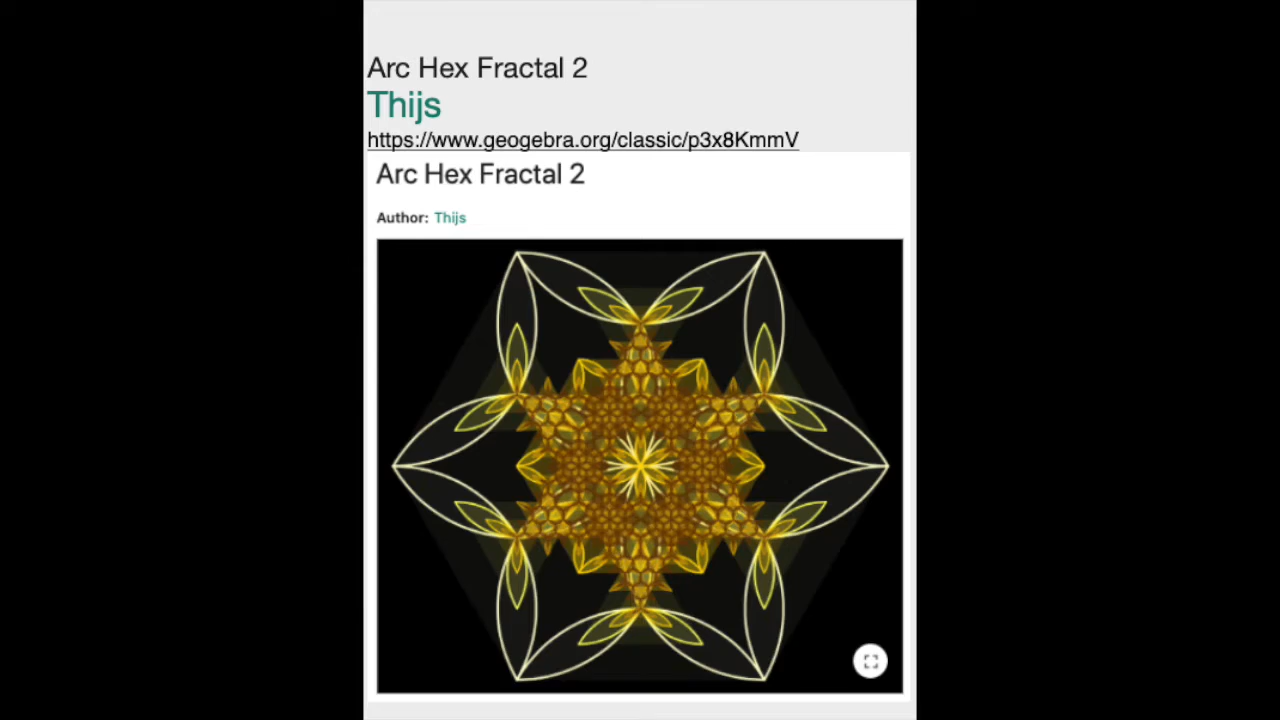 Arc Hex Fractal 2
Thijs
https://www.geogebra.org/classic/p3x8KmmV
Arc Hex Fractal 2
Author: Thijs